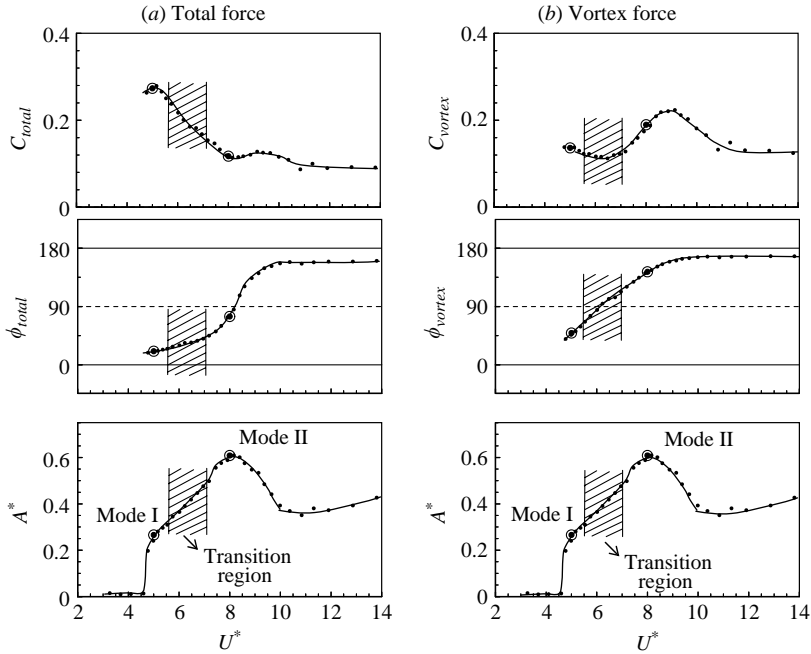 (a) Total force
(b) Vortex force
0.4
0.2
0
C_total
0.4
0.2
0
C_vortex
180
90
0
ϕ_total
180
90
0
ϕ_vortex
0.6
0.4
0.2
0
A*
Mode I
Mode II
Transition
region
2 4 6 8 10 12 14
U*
0.6
0.4
0.2
0
A*
Mode I
Mode II
Transition
region
2 4 6 8 10 12 14
U*